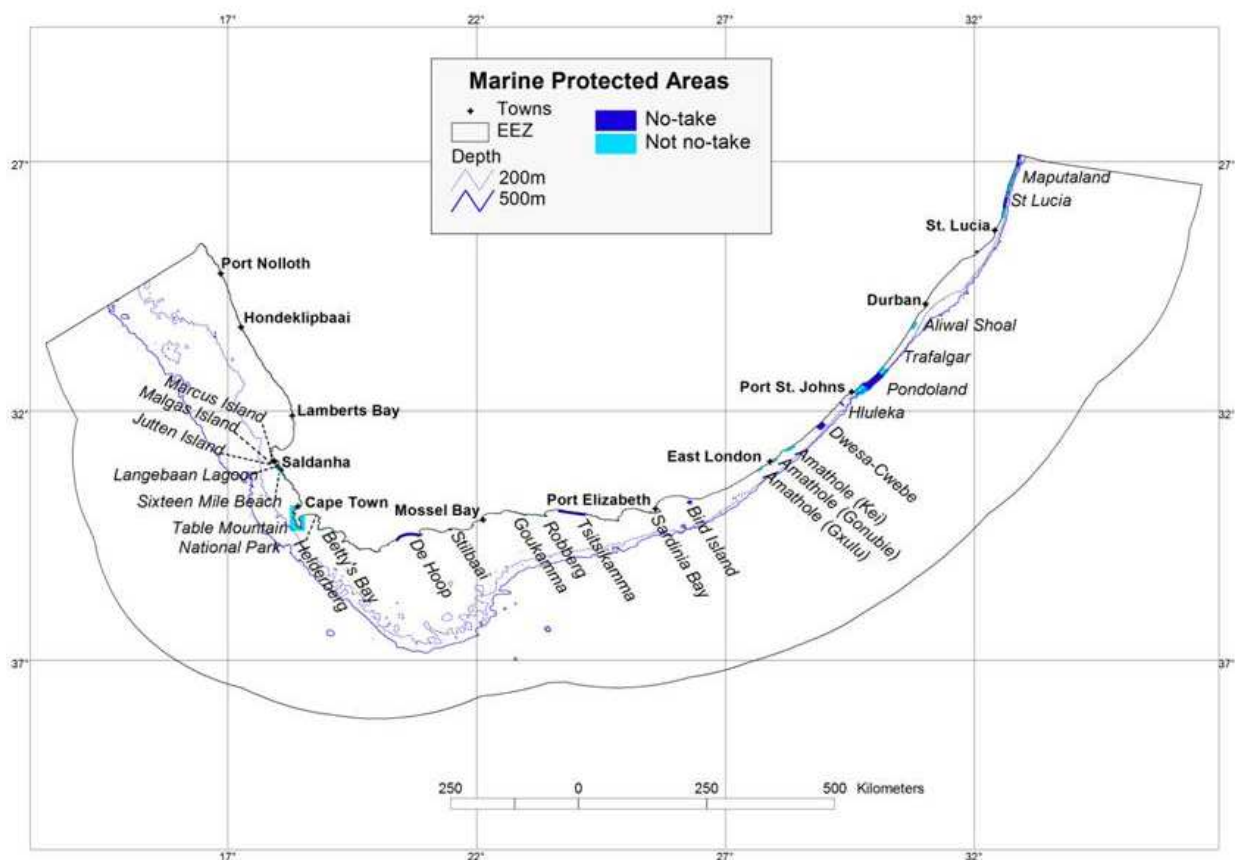 17°
22°
27°
32°
Marine Protected Areas
Towns
EEZ
Depth
200m
500m
No-take
Not no-take
27°
27°
Maputaland
St Lucia
St. Lucia
Port Nolloth
Hondeklipbaai
Durban
Aliwal Shoal
Trafalgar
Port St. Johns
Pondoland
32°
32°
Hluleka
Marcus Island
Malgas Island
Jutten Island
Lamberts Bay
Dwesa-Cwebe
Saldanha
Langebaan Lagoon
East London
Amathole (Kei)
Amathole (Gonubie)
Amathole (Gxulu)
Sixteen Mile Beach
Cape Town
Mossel Bay
Port Elizabeth
Table Mountain
National Park
Helderberg
Betty's Bay
De Hoop
Stilbaai
Goukamma
Robberg
Tsitsikamma
Sardinia Bay
Bird Island
37°
37°
250 0 250 500 Kilometers
17°
22°
27°
32°